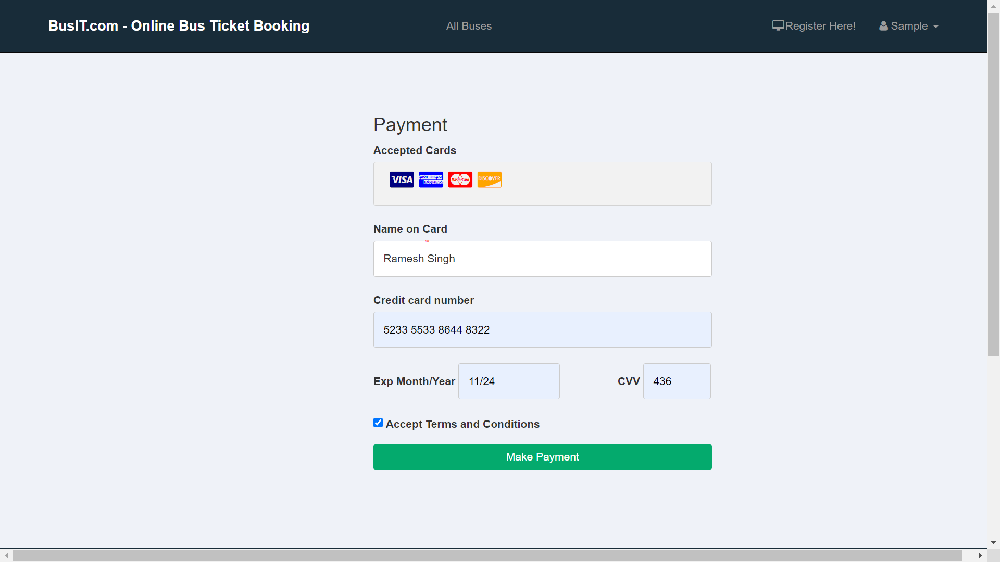 BusIT.com - Online Bus Ticket Booking
All Buses
Register Here!
Sample
Payment
Accepted Cards
VISA
AMERICAN EXPRESS
MasterCard
DISCOVER
Name on Card
Ramesh Singh
Credit card number
5233 5533 8644 8322
Exp Month/Year 11/24
CVV 436
Accept Terms and Conditions
Make Payment